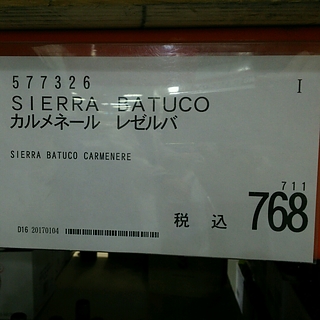 577326
I
SIERRA BATUCO
カルメネール レゼルバ
SIERRA BATUCO CARMENERE
711
税込 768
D16 20170104